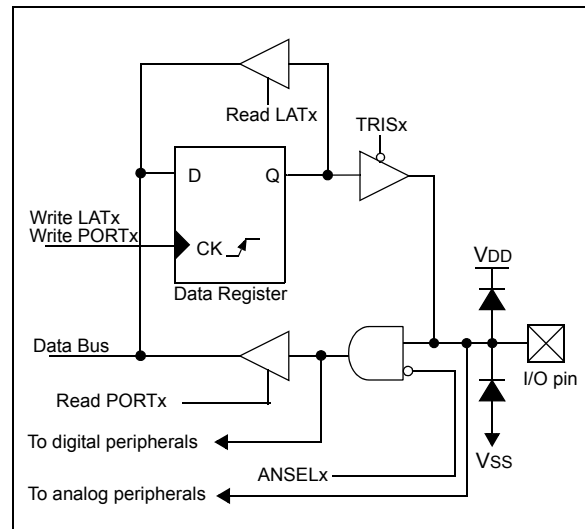 Read LATx
TRISx
D Q
Write LATx
Write PORTx
CK
Data Register
VDD
Data Bus
I/O pin
Read PORTx
To digital peripherals
ANSELx
VSS
To analog peripherals